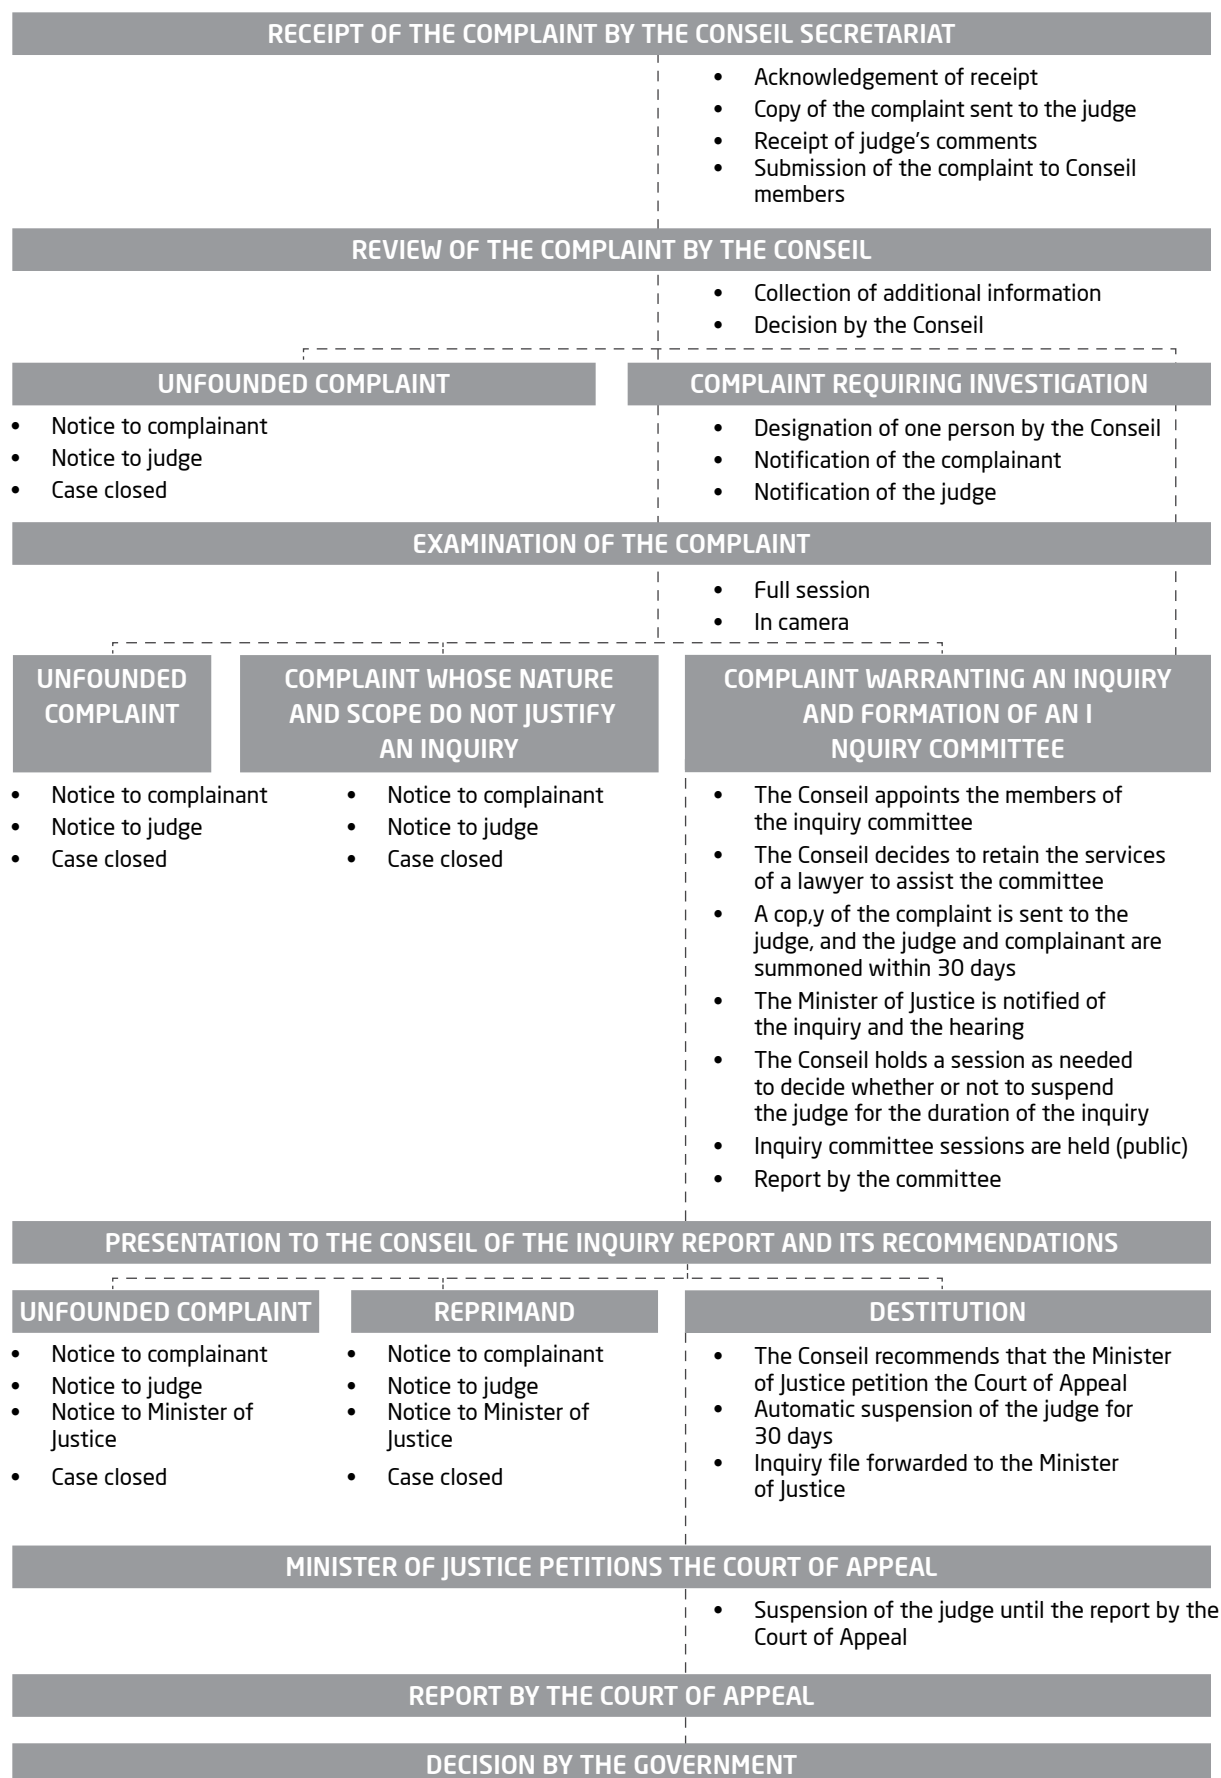 RECEIPT OF THE COMPLAINT BY THE CONSEIL SECRETARIAT
• Acknowledgement of receipt
• Copy of the complaint sent to the judge
• Receipt of judge's comments
• Submission of the complaint to Conseil
members
REVIEW OF THE COMPLAINT BY THE CONSEIL
• Collection of additional information
• Decision by the Conseil
UNFOUNDED COMPLAINT
• Notice to complainant
• Notice to judge
• Case closed
COMPLAINT REQUIRING INVESTIGATION
• Designation of one person by the Conseil
• Notification of the complainant
• Notification of the judge
EXAMINATION OF THE COMPLAINT
• Full session
• In camera
UNFOUNDED
COMPLAINT
• Notice to complainant
• Notice to judge
• Case closed
COMPLAINT WHOSE NATURE
AND SCOPE DO NOT JUSTIFY
AN INQUIRY
• Notice to complainant
• Notice to judge
• Case closed
COMPLAINT WARRANTING AN INQUIRY
AND FORMATION OF AN I
NQUIRY COMMITTEE
• The Conseil appoints the members of
the inquiry committee
• The Conseil decides to retain the services
of a lawyer to assist the committee
• A cop,y of the complaint is sent to the
judge, and the judge and complainant are
summoned within 30 days
• The Minister of Justice is notified of
the inquiry and the hearing
• The Conseil holds a session as needed
to decide whether or not to suspend
the judge for the duration of the inquiry
• Inquiry committee sessions are held (public)
• Report by the committee
PRESENTATION TO THE CONSEIL OF THE INQUIRY REPORT AND ITS RECOMMENDATIONS
UNFOUNDED COMPLAINT
• Notice to complainant
• Notice to judge
• Notice to Minister of
Justice
• Case closed
REPRIMAND
• Notice to complainant
• Notice to judge
• Notice to Minister of
Justice
• Case closed
DESTITUTION
• The Conseil recommends that the Minister
of Justice petition the Court of Appeal
• Automatic suspension of the judge for
30 days
• Inquiry file forwarded to the Minister
of Justice
MINISTER OF JUSTICE PETITIONS THE COURT OF APPEAL
• Suspension of the judge until the report by the
Court of Appeal
REPORT BY THE COURT OF APPEAL
DECISION BY THE GOVERNMENT